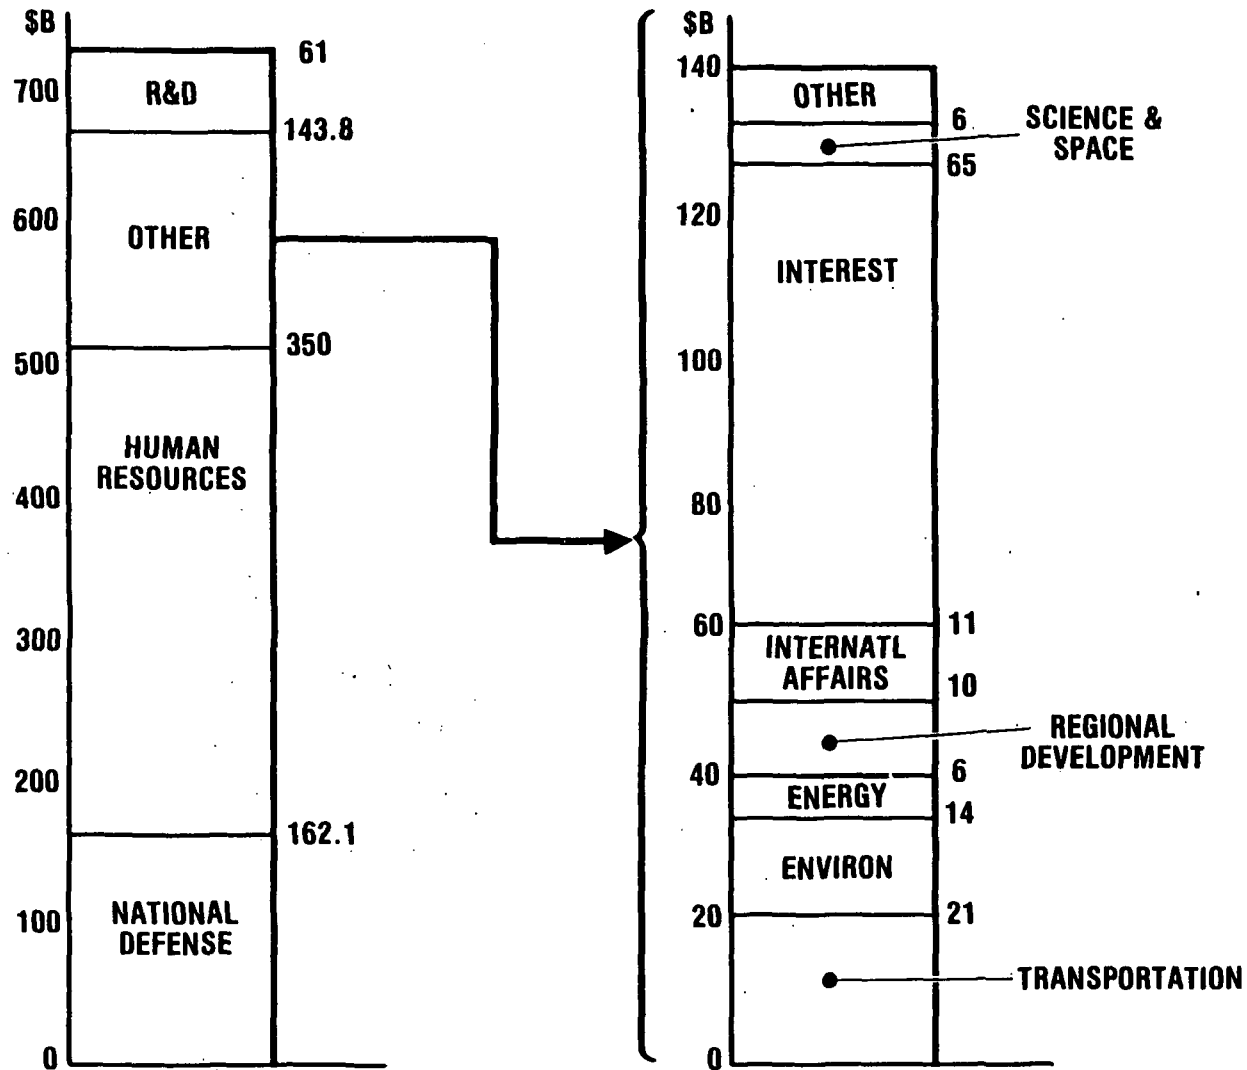 $B
61
700
R&D
143.8
600
OTHER
350
500
HUMAN
RESOURCES
400
300
200
162.1
100
NATIONAL
DEFENSE
0
$B
140
OTHER
6
SCIENCE &
SPACE
65
120
INTEREST
100
80
60
11
INTERNATL
AFFAIRS
10
REGIONAL
DEVELOPMENT
40
6
ENERGY
14
ENVIRON
20
21
TRANSPORTATION
0